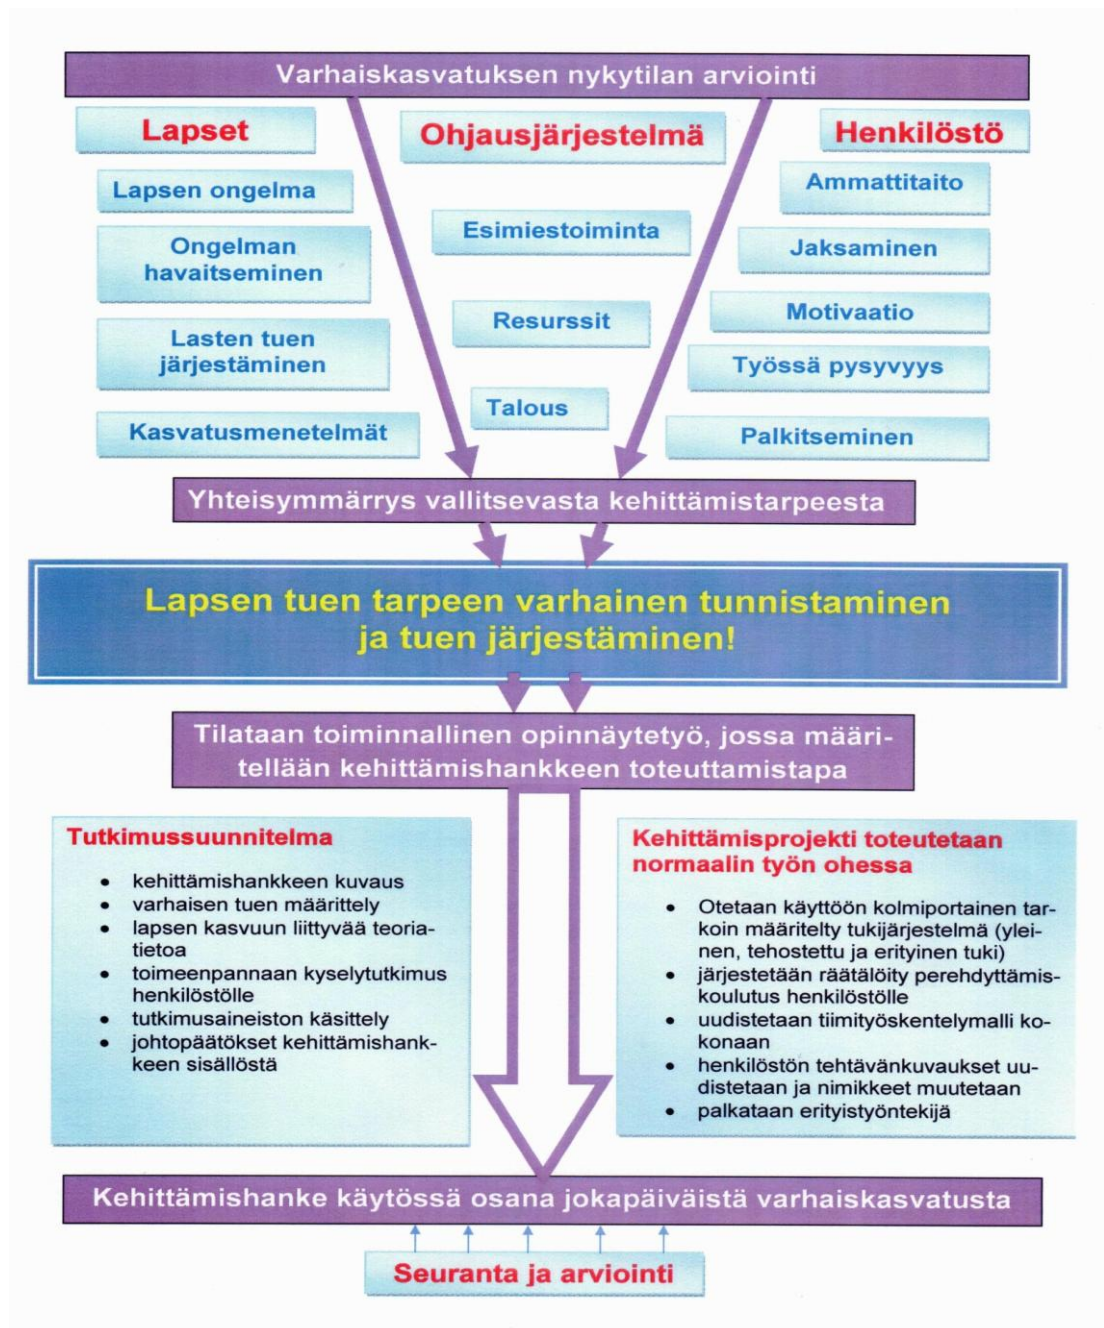 Varhaiskasvatuksen nykytilan arviointi
Lapset
Lapsen ongelma
Ongelman
havaitseminen
Lasten tuen
järjestäminen
Kasvatusmenetelmät
Ohjausjärjestelmä
Esimiestoiminta
Resurssit
Talous
Henkilöstö
Ammattitaito
Jaksaminen
Motivaatio
Työssä pysyvyys
Palkitseminen
Yhteisymmärrys vallitsevasta kehittämistarpeesta
Lapsen tuen tarpeen varhainen tunnistaminen
ja tuen järjestäminen!
Tilataan toiminnallinen opinnäytetyö, jossa määri-
tellään kehittämishankkeen toteuttamistapa
Tutkimussuunnitelma
• kehittämishankkeen kuvaus
• varhaisen tuen määrittely
• lapsen kasvuun liittyvää teoria-
tietoa
• toimeenpannaan kyselytutkimus
henkilöstölle
• tutkimusaineiston käsittely
• johtopäätökset kehittämishank-
keen sisällöstä
Kehittämisprojekti toteutetaan
normaalin työn ohessa
• Otetaan käyttöön kolmiportainen tar-
koin määritelty tukijärjestelmä (ylei-
nen, tehostettu ja erityinen tuki)
• järjestetään räätälöity perehdyttämis-
koulutus henkilöstölle
• uudistetaan tiimityöskentelymalli ko-
konaan
• henkilöstön tehtävänkuvaukset uu-
distetaan ja nimikkeet muutetaan
• palkataan erityistyöntekijä
Kehittämishanke käytössä osana jokapäiväistä varhaiskasvatusta
Seuranta ja arviointi